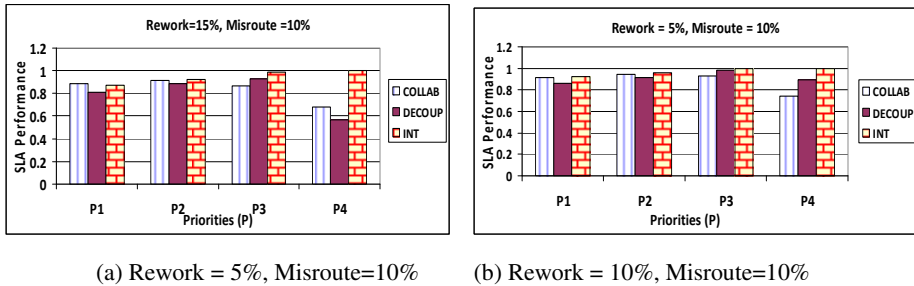 (a)
Rework=15%, Misroute =10%
SLA Performance
1.2
1
0.8
0.6
0.4
0.2
0
P1 P2 P3 P4
Priorities (P)
COLLAB
DECOUP
INT
(b)
Rework = 5%, Misroute = 10%
SLA Performance
1.2
1
0.8
0.6
0.4
0.2
0
P1 P2 P3 P4
Priorities (P)
COLLAB
DECOUP
INT
(a) Rework = 5%, Misroute=10%
(b) Rework = 10%, Misroute=10%